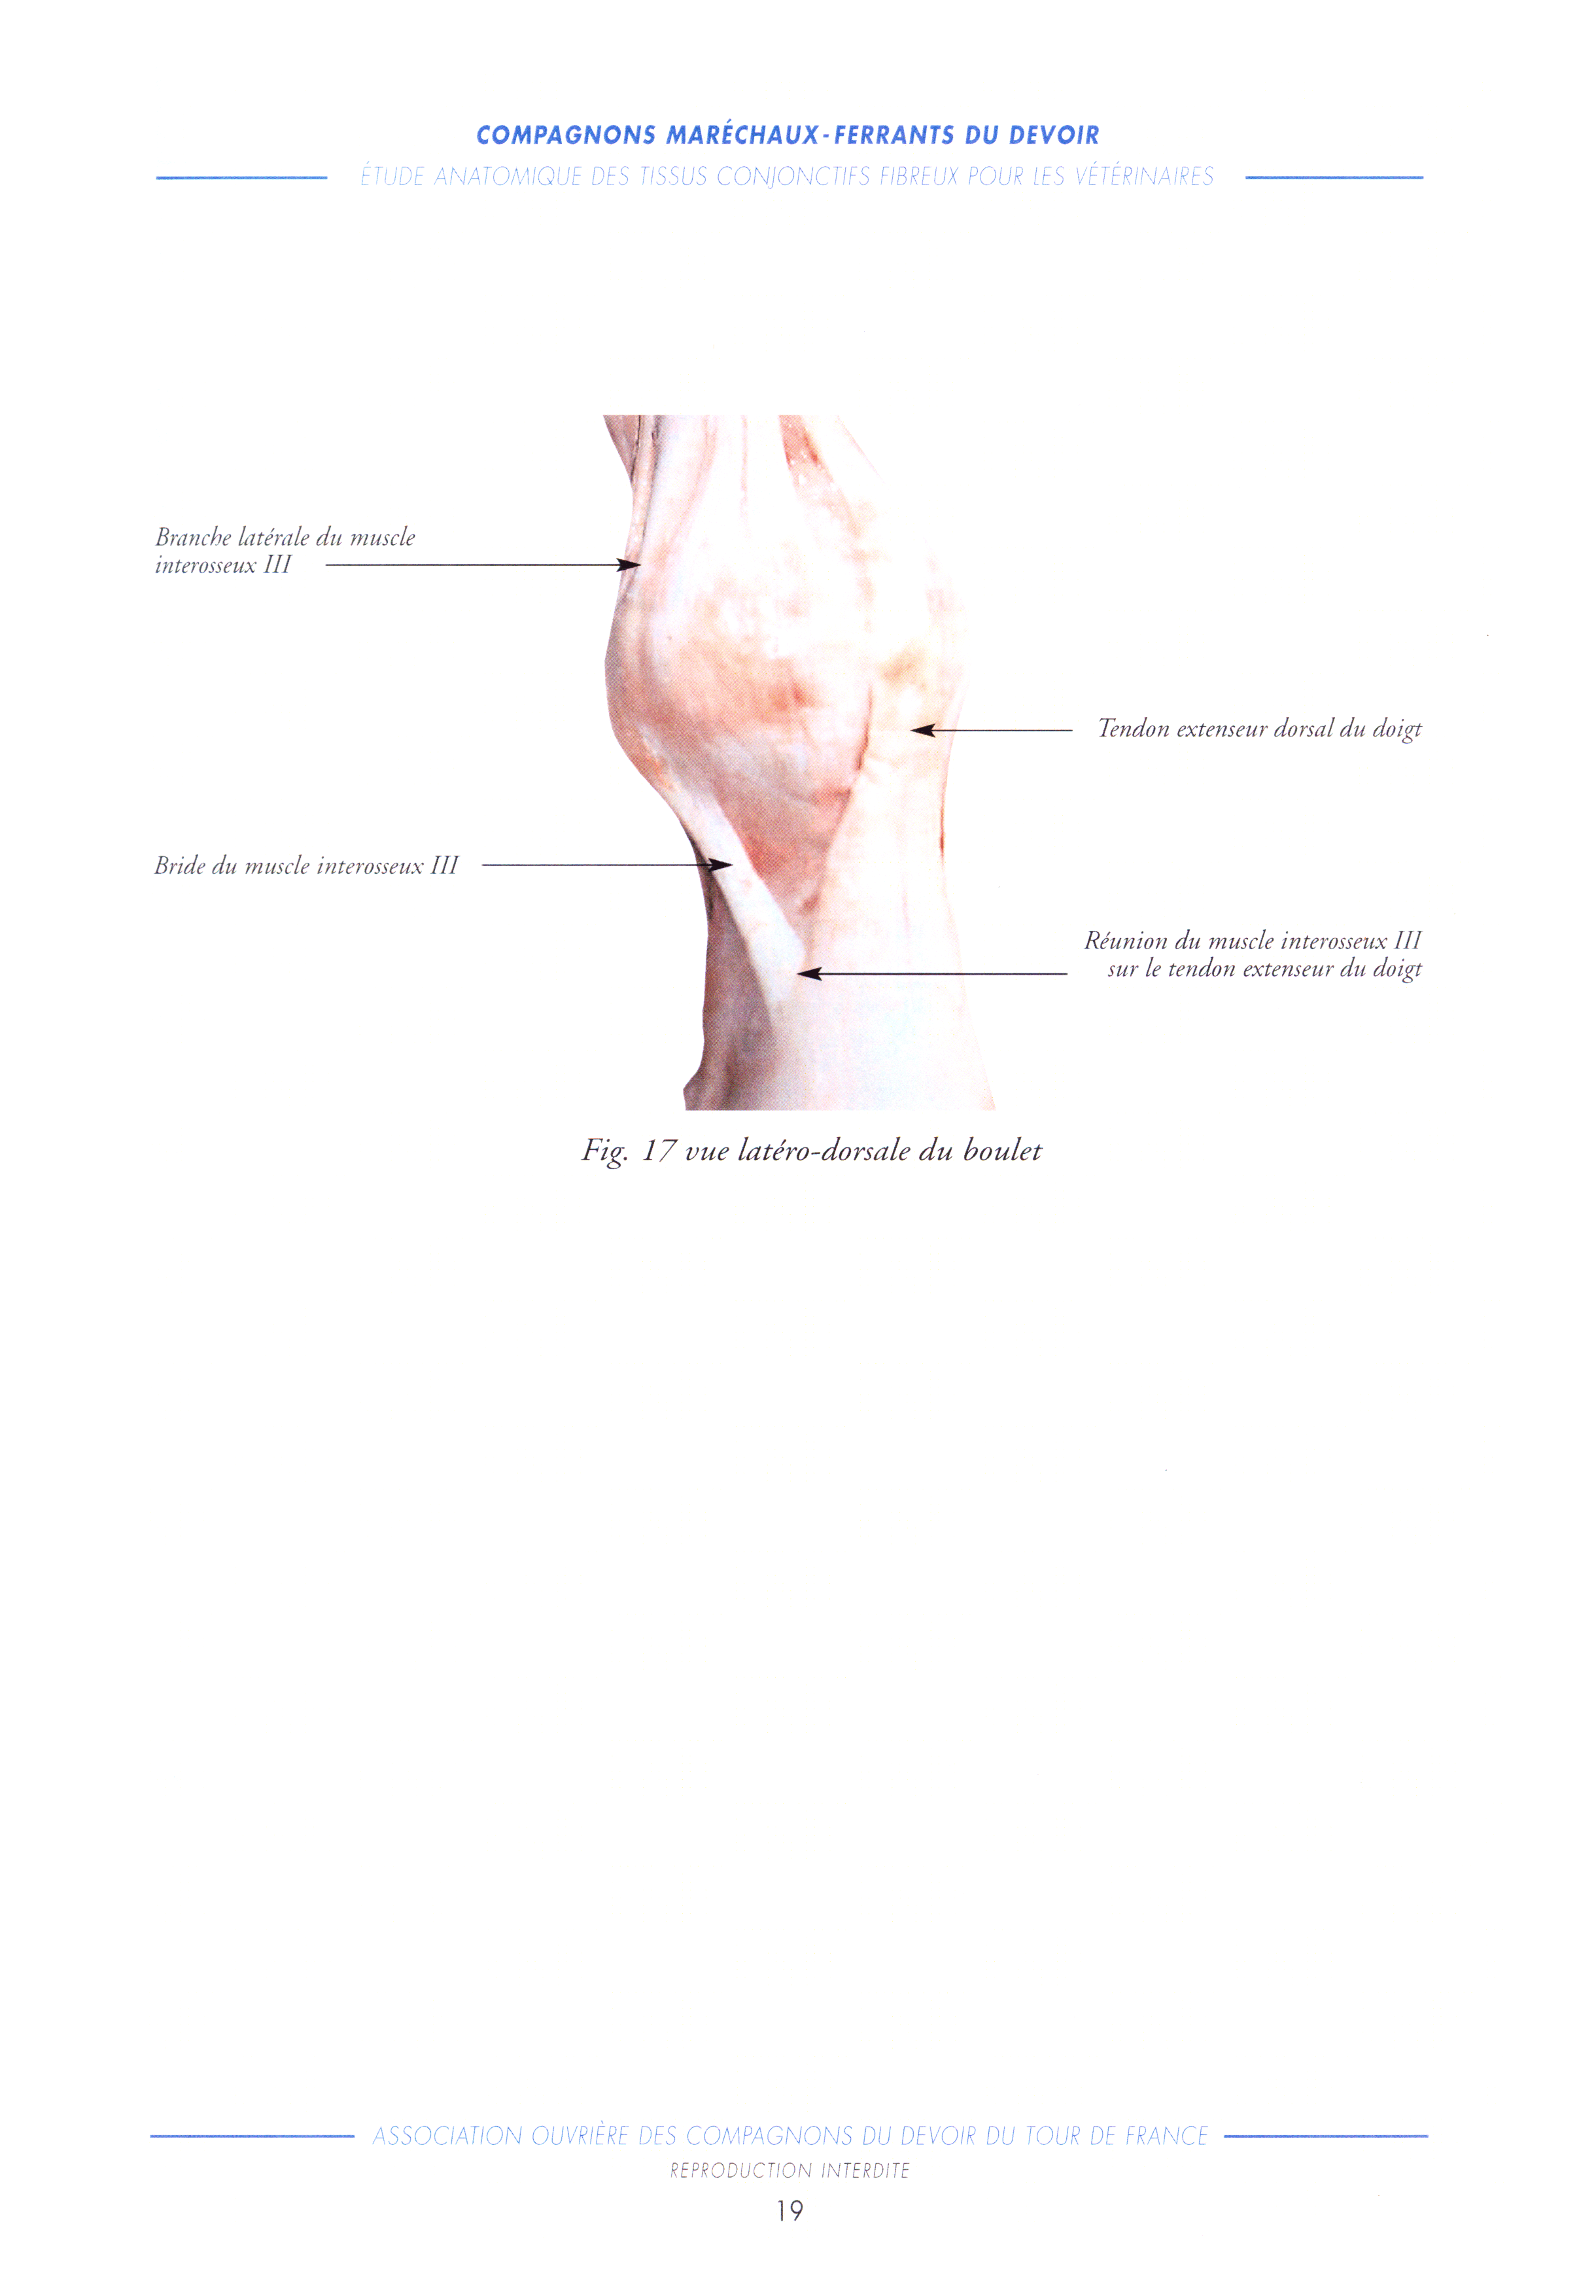 COMPAGNONS MARÉCHAUX-FERRANTS DU DEVOIR
ÉTUDE ANATOMIQUE DES TISSUS CONJONCTIFS FIBREUX POUR LES VÉTÉRINAIRES
Branche latérale du muscle
interosseux III
Tendon extenseur dorsal du doigt
Bride du muscle interosseux III
Réunion du muscle interosseux III
sur le tendon extenseur du doigt
Fig. 17 vue latéro-dorsale du boulet
ASSOCIATION OUVRIÈRE DES COMPAGNONS DU DEVOIR DU TOUR DE FRANCE
REPRODUCTION INTERDITE
19